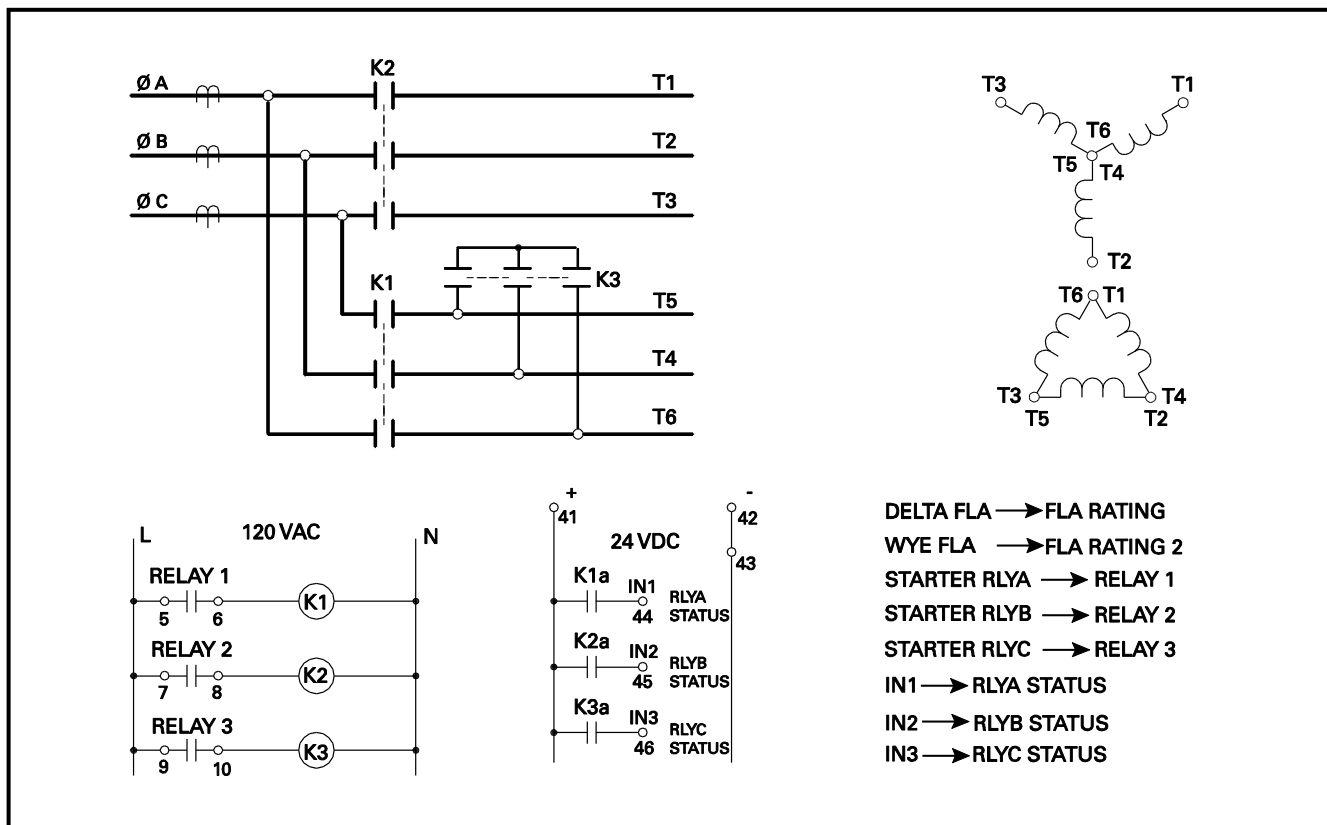 K2
Ø A
T1
Ø B
T2
Ø C
T3
K1
K3
T5
T4
T6
T3
T1
T6
T5
T4
T2
T6
T1
T3
T4
T5
T2
L
120 VAC
N
RELAY 1
5
6
K1
RELAY 2
7
8
K2
RELAY 3
9
10
K3
+
-
41
42
24 VDC
43
K1a
IN1
RLYA
44
STATUS
K2a
IN2
RLYB
45
STATUS
K3a
IN3
RLYC
46
STATUS
DELTA FLA → FLA RATING
WYE FLA → FLA RATING 2
STARTER RLYA → RELAY 1
STARTER RLYB → RELAY 2
STARTER RLYC → RELAY 3
IN1 → RLYA STATUS
IN2 → RLYB STATUS
IN3 → RLYC STATUS